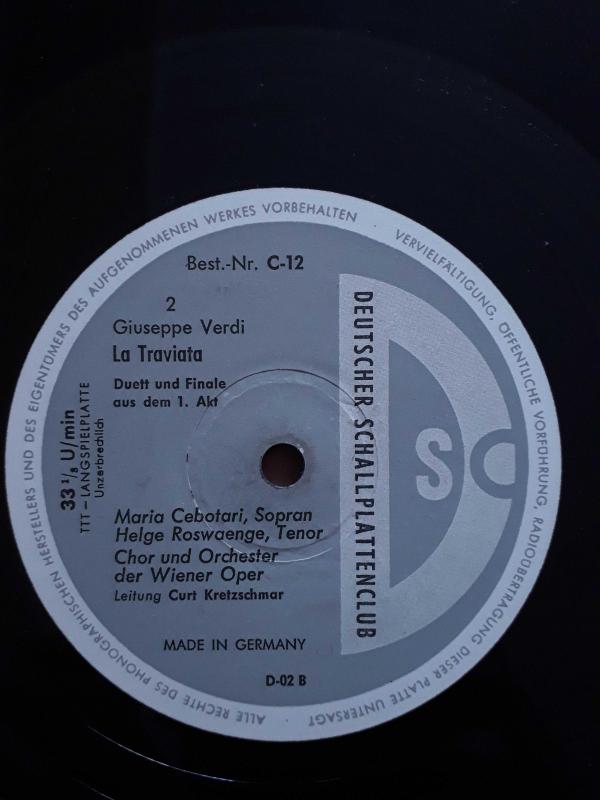 ALLE RECHTE DES PHONOGRAPHISCHEN HERSTELLERS UND DES EIGENTÜMERS DES AUFGENOMMENEN WERKES VORBEHALTEN
VERVIELFÄLTIGUNG, ÖFFENTLICHE VORFÜHRUNG, RADIOÜBERTRAGUNG DIESER PLATTE UNTERSAGT
Best.-Nr. C-12
2
Giuseppe Verdi
La Traviata
Duett und Finale
aus dem 1. Akt
33 1/3 U/min
TTT – LANGSPIELPLATTE
Unzerbrechlich
DEUTSCHER SCHALLPLATTENCLUB
DSC
Maria Cebotari, Sopran
Helge Roswaenge, Tenor
Chor und Orchester
der Wiener Oper
Leitung Curt Kretzschmar
MADE IN GERMANY
D-02 B